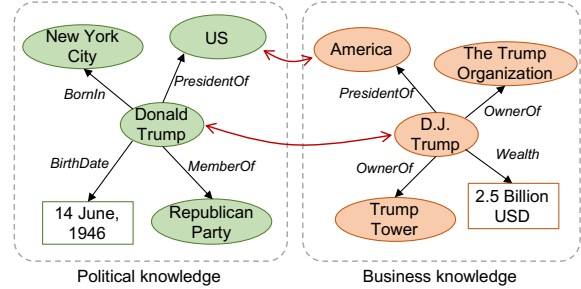 New York
City
US
BornIn
PresidentOf
Donald
Trump
BirthDate
MemberOf
14 June,
1946
Republican
Party
Political knowledge
America
The Trump
Organization
PresidentOf
OwnerOf
D.J.
Trump
OwnerOf
Wealth
Trump
Tower
2.5 Billion
USD
Business knowledge